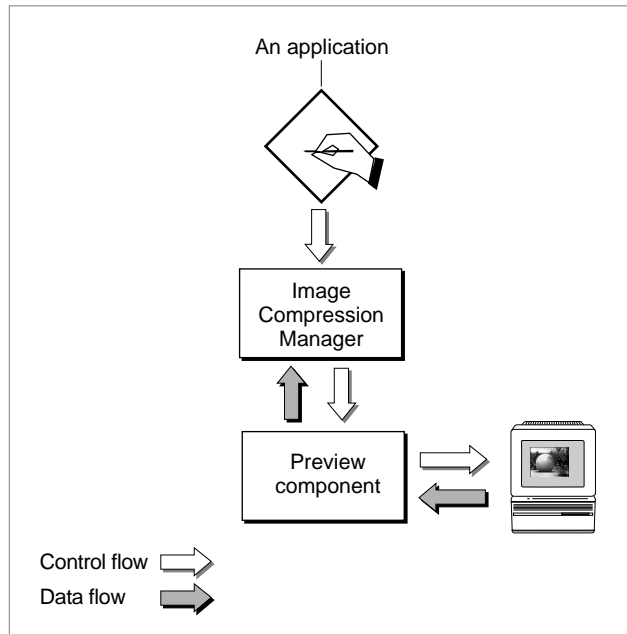 An application
Image
Compression
Manager
Preview
component
Control flow
Data flow